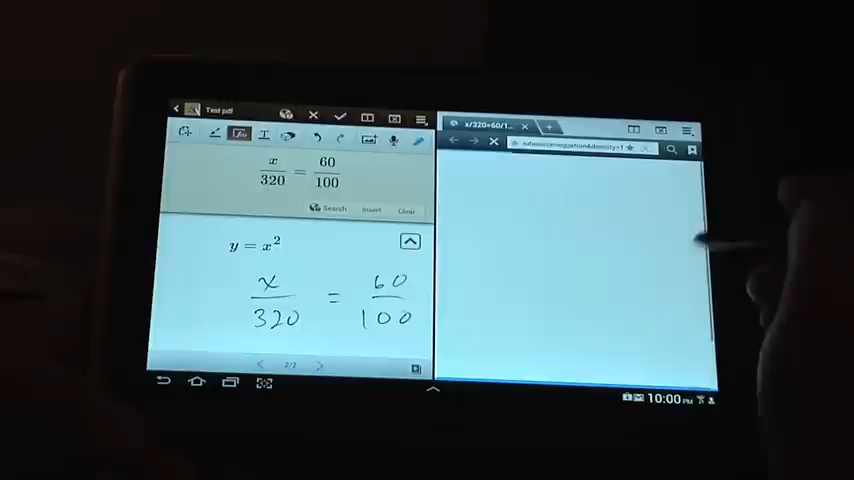 Test pdf
x/320=60/1...
T
x/320 = 60/100
Search Insert Clear
y = x²
x/320 = 60/100
2/2
10:00 PM